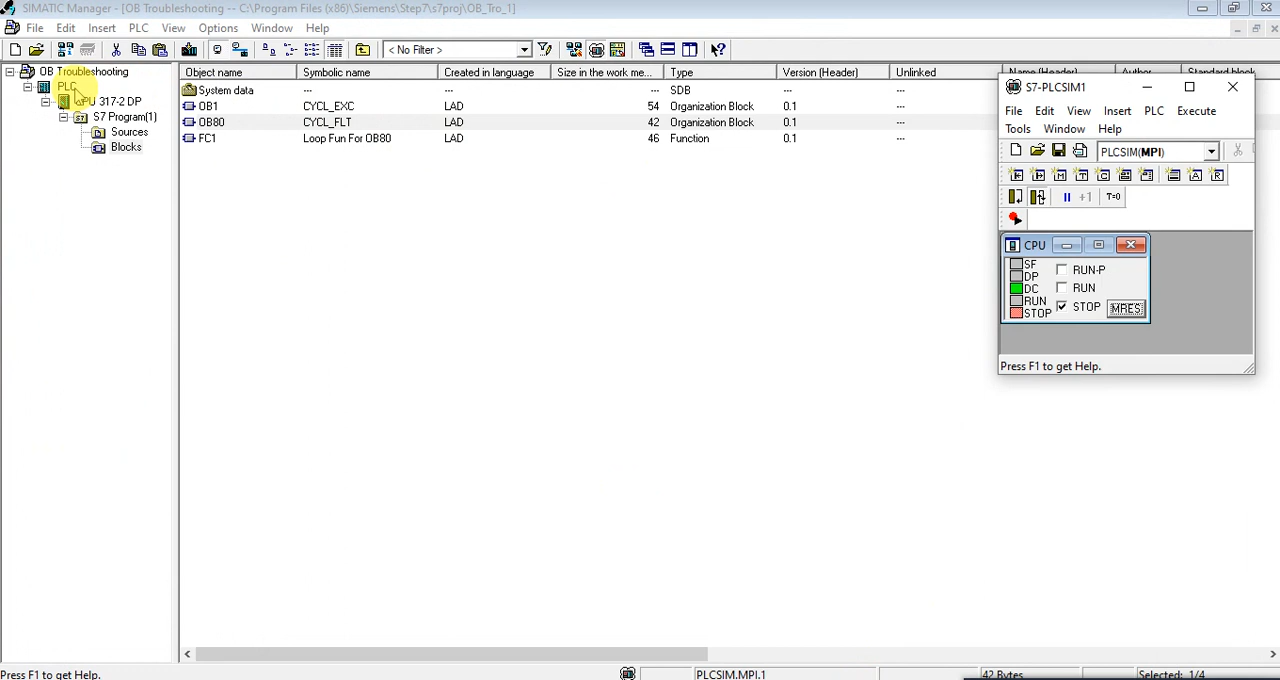 SIMATIC Manager - [OB Troubleshooting -- C:\Program Files (x86)\Siemens\Step7\s7proj\OB_Tro_1]
File Edit Insert PLC View Options Window Help
< No Filter >
OB Troubleshooting
PLC
CPU 317-2 DP
S7 Program(1)
Sources
Blocks
Object name Symbolic name Created in language Size in the work me... Type Version (Header) Unlinked Name (Header) Author Standard block
System data --- --- --- SDB --- ---
OB1 CYCL_EXC LAD 54 Organization Block 0.1 ---
OB80 CYCL_FLT LAD 42 Organization Block 0.1 ---
FC1 Loop Fun For OB80 LAD 46 Function 0.1 ---
S7-PLCSIM1
File Edit View Insert PLC Execute
Tools Window Help
PLCSIM(MPI)
+1 T=0
CPU
SF
DP RUN-P
DC RUN
RUN
STOP STOP MRES
Press F1 to get Help.
Press F1 to get Help. PLCSIM.MPI.1 42 Bytes Selected: 1/4